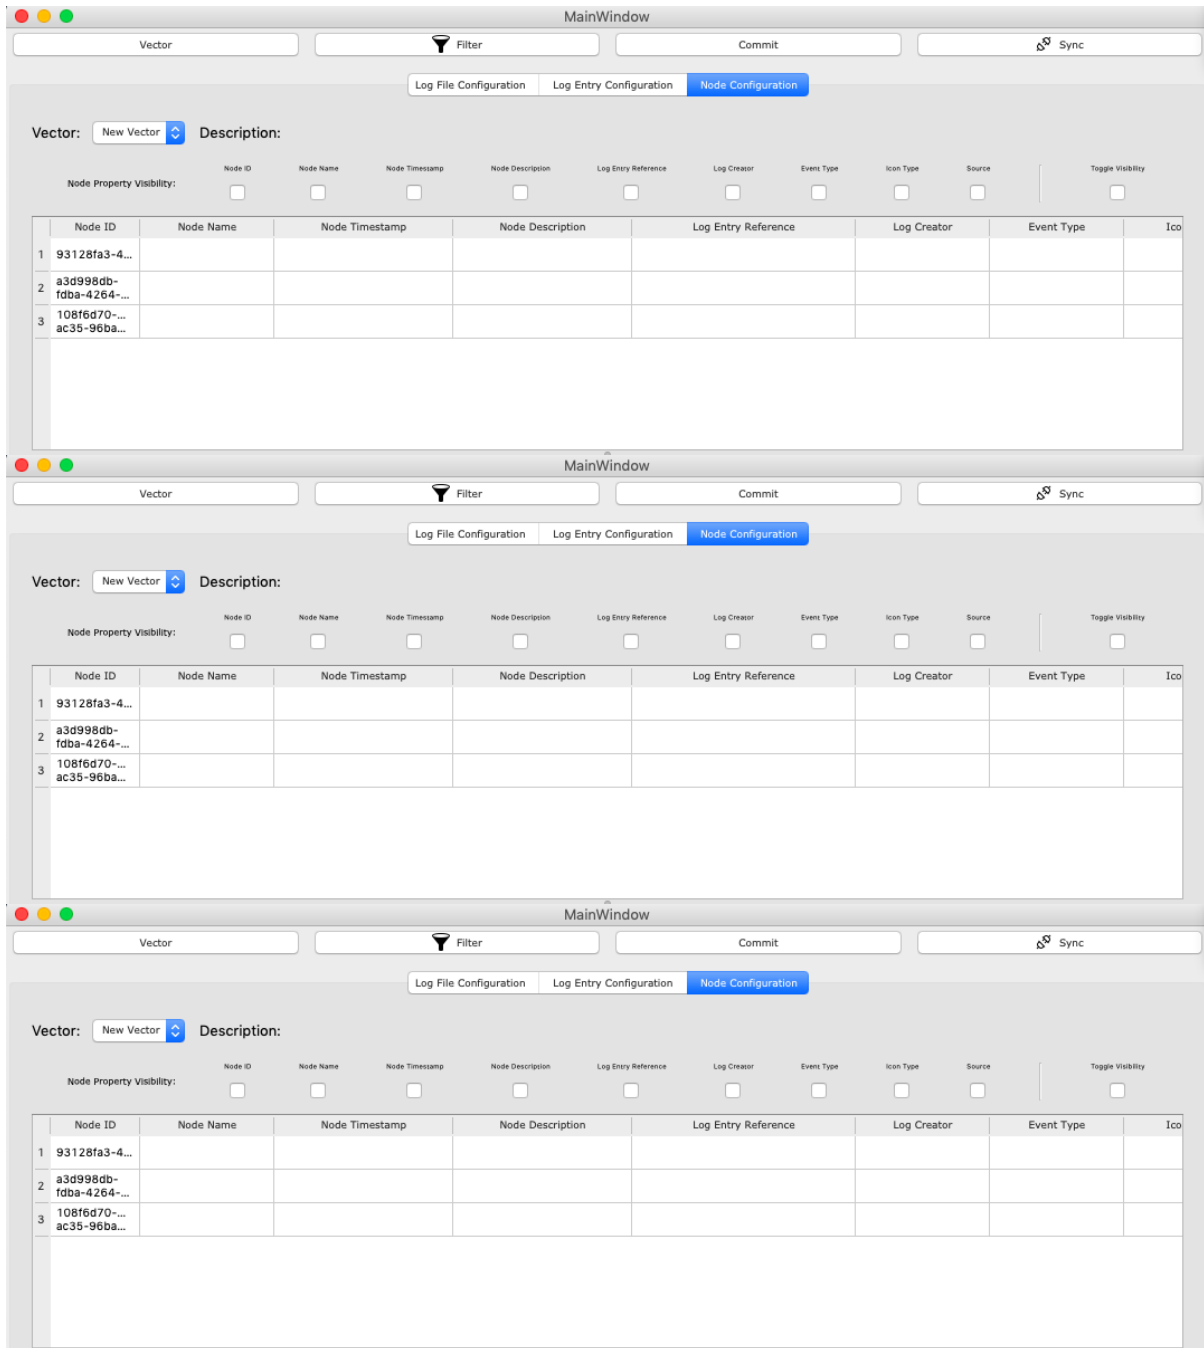 MainWindow
Vector Filter Commit Sync
Log File Configuration Log Entry Configuration Node Configuration
Vector: New Vector Description:
Node ID Node Name Node Timestamp Node Description Log Entry Reference Log Creator Event Type Icon Type Source Toggle Visibility
Node Property Visibility:
Node ID Node Name Node Timestamp Node Description Log Entry Reference Log Creator Event Type Ico
1 93128fa3-4...
2 a3d998db-
fdba-4264-...
3 108f6d70-...
ac35-96ba...
MainWindow
Vector Filter Commit Sync
Log File Configuration Log Entry Configuration Node Configuration
Vector: New Vector Description:
Node ID Node Name Node Timestamp Node Description Log Entry Reference Log Creator Event Type Icon Type Source Toggle Visibility
Node Property Visibility:
Node ID Node Name Node Timestamp Node Description Log Entry Reference Log Creator Event Type Ico
1 93128fa3-4...
2 a3d998db-
fdba-4264-...
3 108f6d70-...
ac35-96ba...
MainWindow
Vector Filter Commit Sync
Log File Configuration Log Entry Configuration Node Configuration
Vector: New Vector Description:
Node ID Node Name Node Timestamp Node Description Log Entry Reference Log Creator Event Type Icon Type Source Toggle Visibility
Node Property Visibility:
Node ID Node Name Node Timestamp Node Description Log Entry Reference Log Creator Event Type Ico
1 93128fa3-4...
2 a3d998db-
fdba-4264-...
3 108f6d70-...
ac35-96ba...